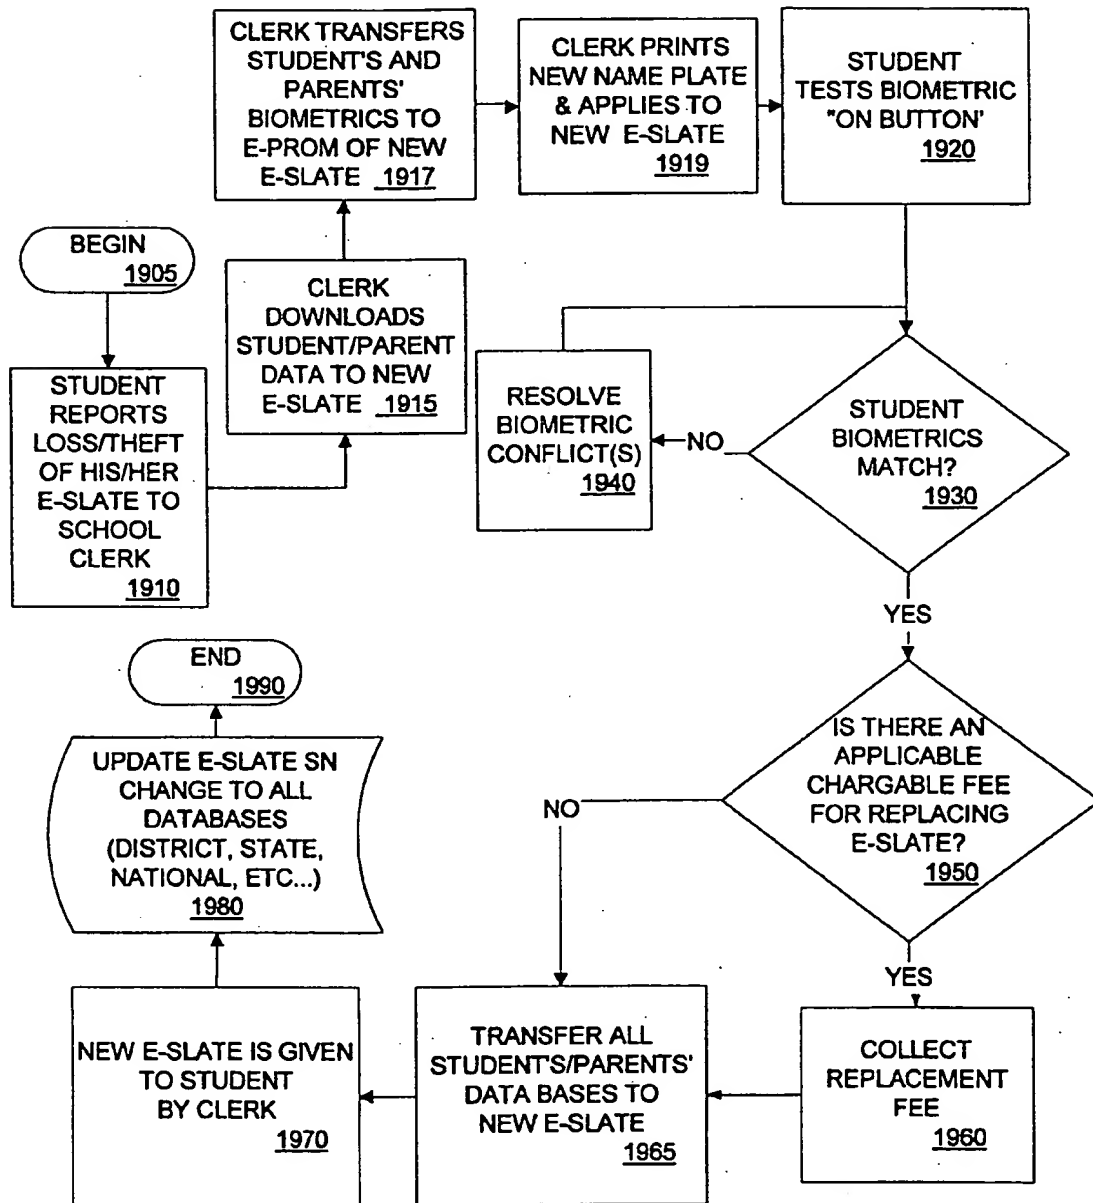 BEGIN
1905
STUDENT
REPORTS
LOSS/THEFT
OF HIS/HER
E-SLATE TO
SCHOOL
CLERK
1910
CLERK
DOWNLOADS
STUDENT/PARENT
DATA TO NEW
E-SLATE 1915
CLERK TRANSFERS
STUDENT'S AND
PARENTS'
BIOMETRICS TO
E-PROM OF NEW
E-SLATE 1917
CLERK PRINTS
NEW NAME PLATE
& APPLIES TO
NEW E-SLATE
1919
STUDENT
TESTS BIOMETRIC
"ON BUTTON'
1920
STUDENT
BIOMETRICS
MATCH?
1930
NO
RESOLVE
BIOMETRIC
CONFLICT(S)
1940
YES
IS THERE AN
APPLICABLE
CHARGABLE FEE
FOR REPLACING
E-SLATE?
1950
NO
YES
COLLECT
REPLACEMENT
FEE
1960
TRANSFER ALL
STUDENT'S/PARENTS'
DATA BASES TO
NEW E-SLATE
1965
NEW E-SLATE IS GIVEN
TO STUDENT
BY CLERK
1970
UPDATE E-SLATE SN
CHANGE TO ALL
DATABASES
(DISTRICT, STATE,
NATIONAL, ETC...)
1980
END
1990